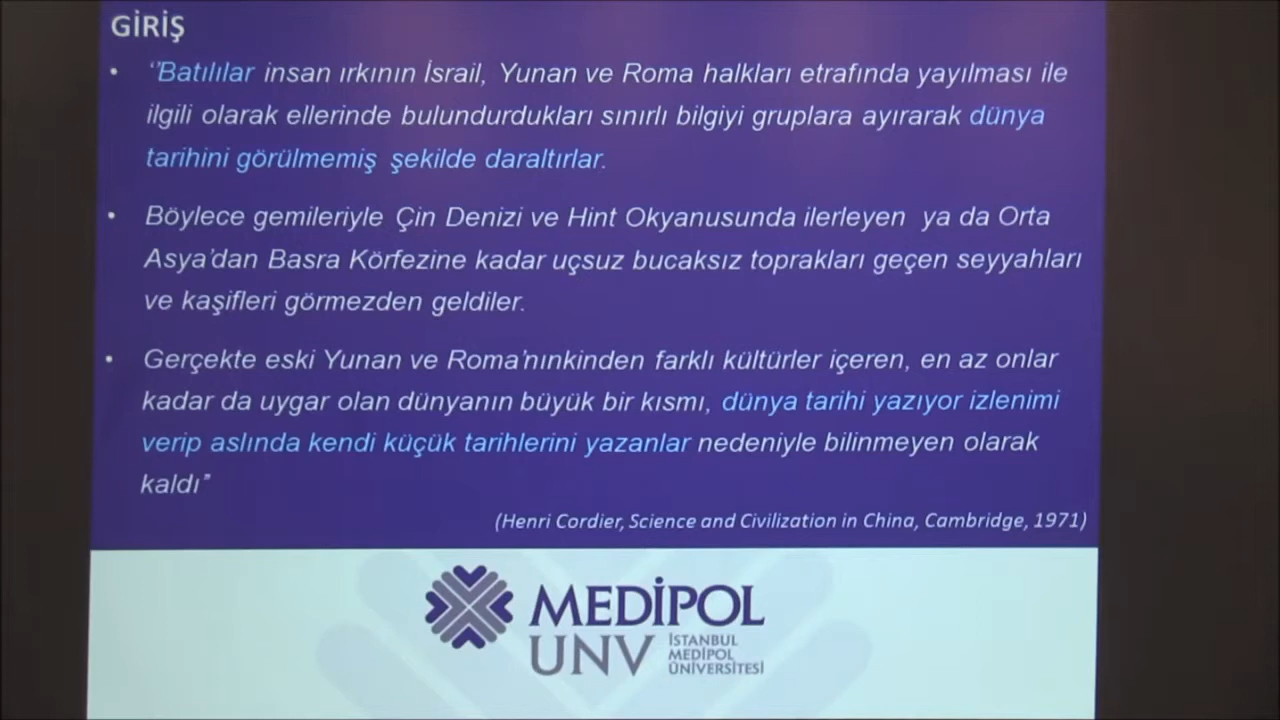 GİRİŞ
• ‘’Batılılar insan ırkının İsrail, Yunan ve Roma halkları etrafında yayılması ile
ilgili olarak ellerinde bulundurdukları sınırlı bilgiyi gruplara ayırarak dünya
tarihini görülmemiş şekilde daraltırlar.
• Böylece gemileriyle Çin Denizi ve Hint Okyanusunda ilerleyen ya da Orta
Asya’dan Basra Körfezine kadar uçsuz bucaksız toprakları geçen seyyahları
ve kaşifleri görmezden geldiler.
• Gerçekte eski Yunan ve Roma’nınkinden farklı kültürler içeren, en az onlar
kadar da uygar olan dünyanın büyük bir kısmı, dünya tarihi yazıyor izlenimi
verip aslında kendi küçük tarihlerini yazanlar nedeniyle bilinmeyen olarak
kaldı”
(Henri Cordier, Science and Civilization in China, Cambridge, 1971)
MEDİPOL
UNV
İSTANBUL
MEDİPOL
ÜNİVERSİTESİ